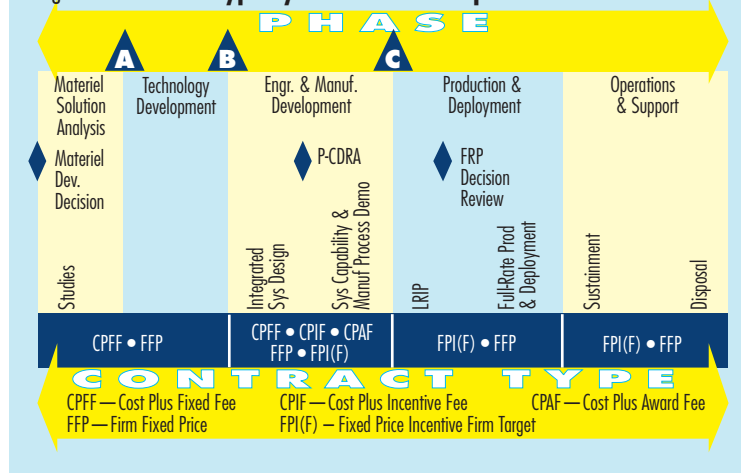 PHASE
A
B
C
Materiel
Solution
Analysis
Technology
Development
Engr. & Manuf.
Development
Production &
Deployment
Operations
& Support
Materiel
Dev.
Decision
P-CDRA
FRP
Decision
Review
Studies
Integrated
Sys Design
Sys Capability &
Manuf Process Demo
LRIP
Full-Rate Prod
& Deployment
Sustainment
Disposal
CPFF • FFP
CPFF • CPIF • CPAF
FFP • FPI(F)
FPI(F) • FFP
FPI(F) • FFP
CONTRACT TYPE
CPFF — Cost Plus Fixed Fee
CPIF — Cost Plus Incentive Fee
CPAF — Cost Plus Award Fee
FFP — Firm Fixed Price
FPI(F) – Fixed Price Incentive Firm Target